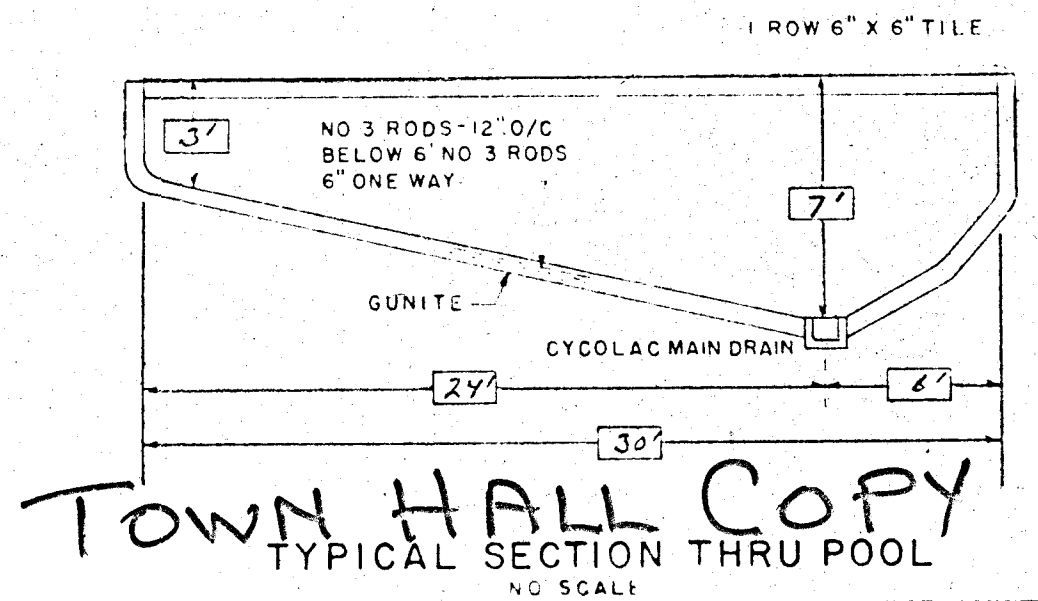 1 ROW 6" X 6" TILE
3'
NO 3 RODS-12" O/C
BELOW 6' NO 3 RODS
6" ONE WAY
7'
GUNITE
CYCOLAC MAIN DRAIN
24'
6'
30'
TOWN HALL COPY
TYPICAL SECTION THRU POOL
NO SCALE